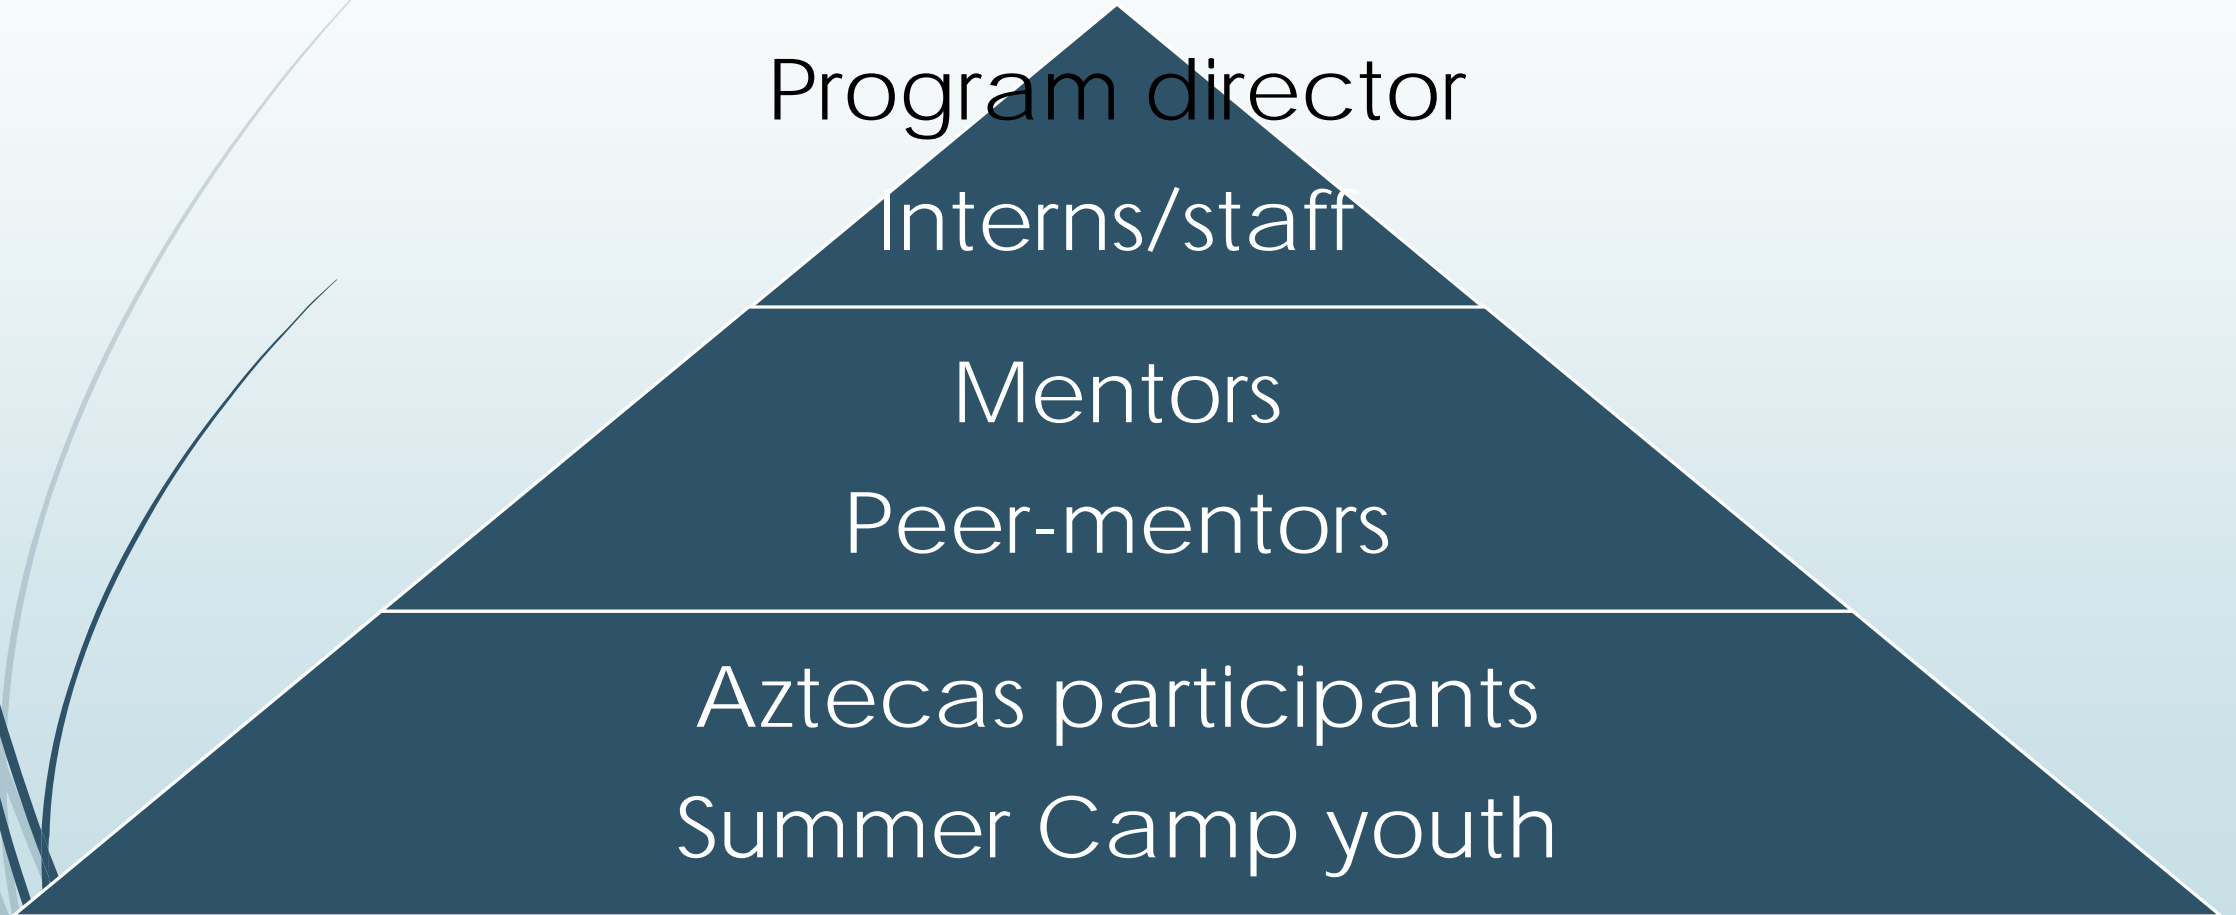 Program director
Interns/staff
Mentors
Peer-mentors
Aztecas participants
Summer Camp youth